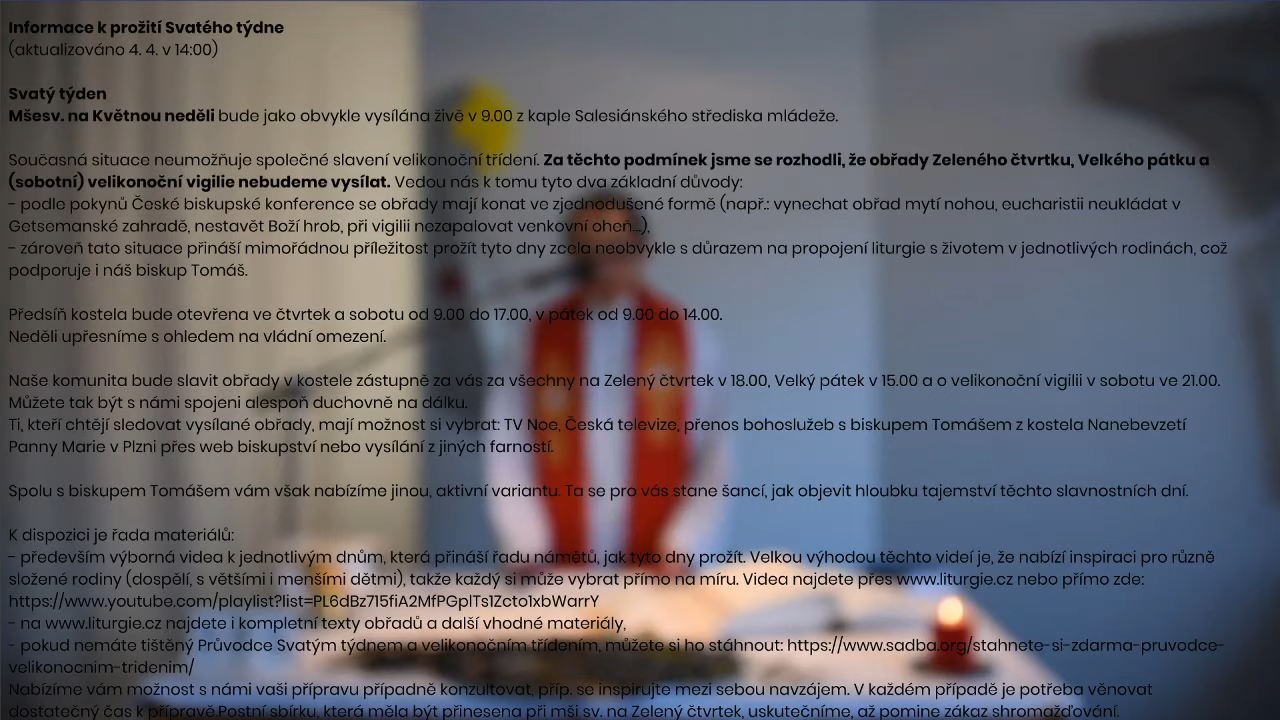 Informace k prožití Svatého týdne
(aktualizováno 4. 4. v 14:00)
Svatý týden
Mšesv. na Květnou neděli bude jako obvykle vysílána živě v 9.00 z kaple Salesiánského střediska mládeže.
Současná situace neumožňuje společné slavení velikonoční třídení. Za těchto podmínek jsme se rozhodli, že obřady Zeleného čtvrtku, Velkého pátku a
(sobotní) velikonoční vigilie nebudeme vysílat. Vedou nás k tomu tyto dva základní důvody:
- podle pokynů České biskupské konference se obřady mají konat ve zjednodušené formě (např.: vynechat obřad mytí nohou, eucharistii neukládat v
Getsemanské zahradě, nestavět Boží hrob, při vigilii nezapalovat venkovní oheň...),
- zároveň tato situace přináší mimořádnou příležitost prožít tyto dny zcela neobvykle s důrazem na propojení liturgie s životem v jednotlivých rodinách, což
podporuje i náš biskup Tomáš.
Předsíň kostela bude otevřena ve čtvrtek a sobotu od 9.00 do 17.00, v pátek od 9.00 do 14.00.
Neděli upřesníme s ohledem na vládní omezení.
Naše komunita bude slavit obřady v kostele zástupně za vás za všechny na Zelený čtvrtek v 18.00, Velký pátek v 15.00 a o velikonoční vigilii v sobotu ve 21.00.
Můžete tak být s námi spojeni alespoň duchovně na dálku.
Ti, kteří chtějí sledovat vysílané obřady, mají možnost si vybrat: TV Noe, Česká televize, přenos bohoslužeb s biskupem Tomášem z kostela Nanebevzetí
Panny Marie v Plzni přes web biskupství nebo vysílání z jiných farností.
Spolu s biskupem Tomášem vám však nabízíme jinou, aktivní variantu. Ta se pro vás stane šancí, jak objevit hloubku tajemství těchto slavnostních dní.
K dispozici je řada materiálů:
- především výborná videa k jednotlivým dnům, která přináší řadu námětů, jak tyto dny prožít. Velkou výhodou těchto videí je, že nabízí inspiraci pro různě
složené rodiny (dospělí, s většími i menšími dětmi), takže každý si může vybrat přímo na míru. Videa najdete přes www.liturgie.cz nebo přímo zde:
https://www.youtube.com/playlist?list=PL6dBz715fiA2MfPGplTs1Zcto1xbWarrY
- na www.liturgie.cz najdete i kompletní texty obřadů a další vhodné materiály,
- pokud nemáte tištěný Průvodce Svatým týdnem a velikonočním třídením, můžete si ho stáhnout: https://www.sadba.org/stahnete-si-zdarma-pruvodce-
velikonocnim-tridenim/
Nabízíme vám možnost s námi vaši přípravu případně konzultovat, příp. se inspirujte mezi sebou navzájem. V každém případě je potřeba věnovat
dostatečný čas k přípravě.Postní sbírku, která měla být přinesena při mši sv. na Zelený čtvrtek, uskutečníme, až pomine zákaz shromažďování.